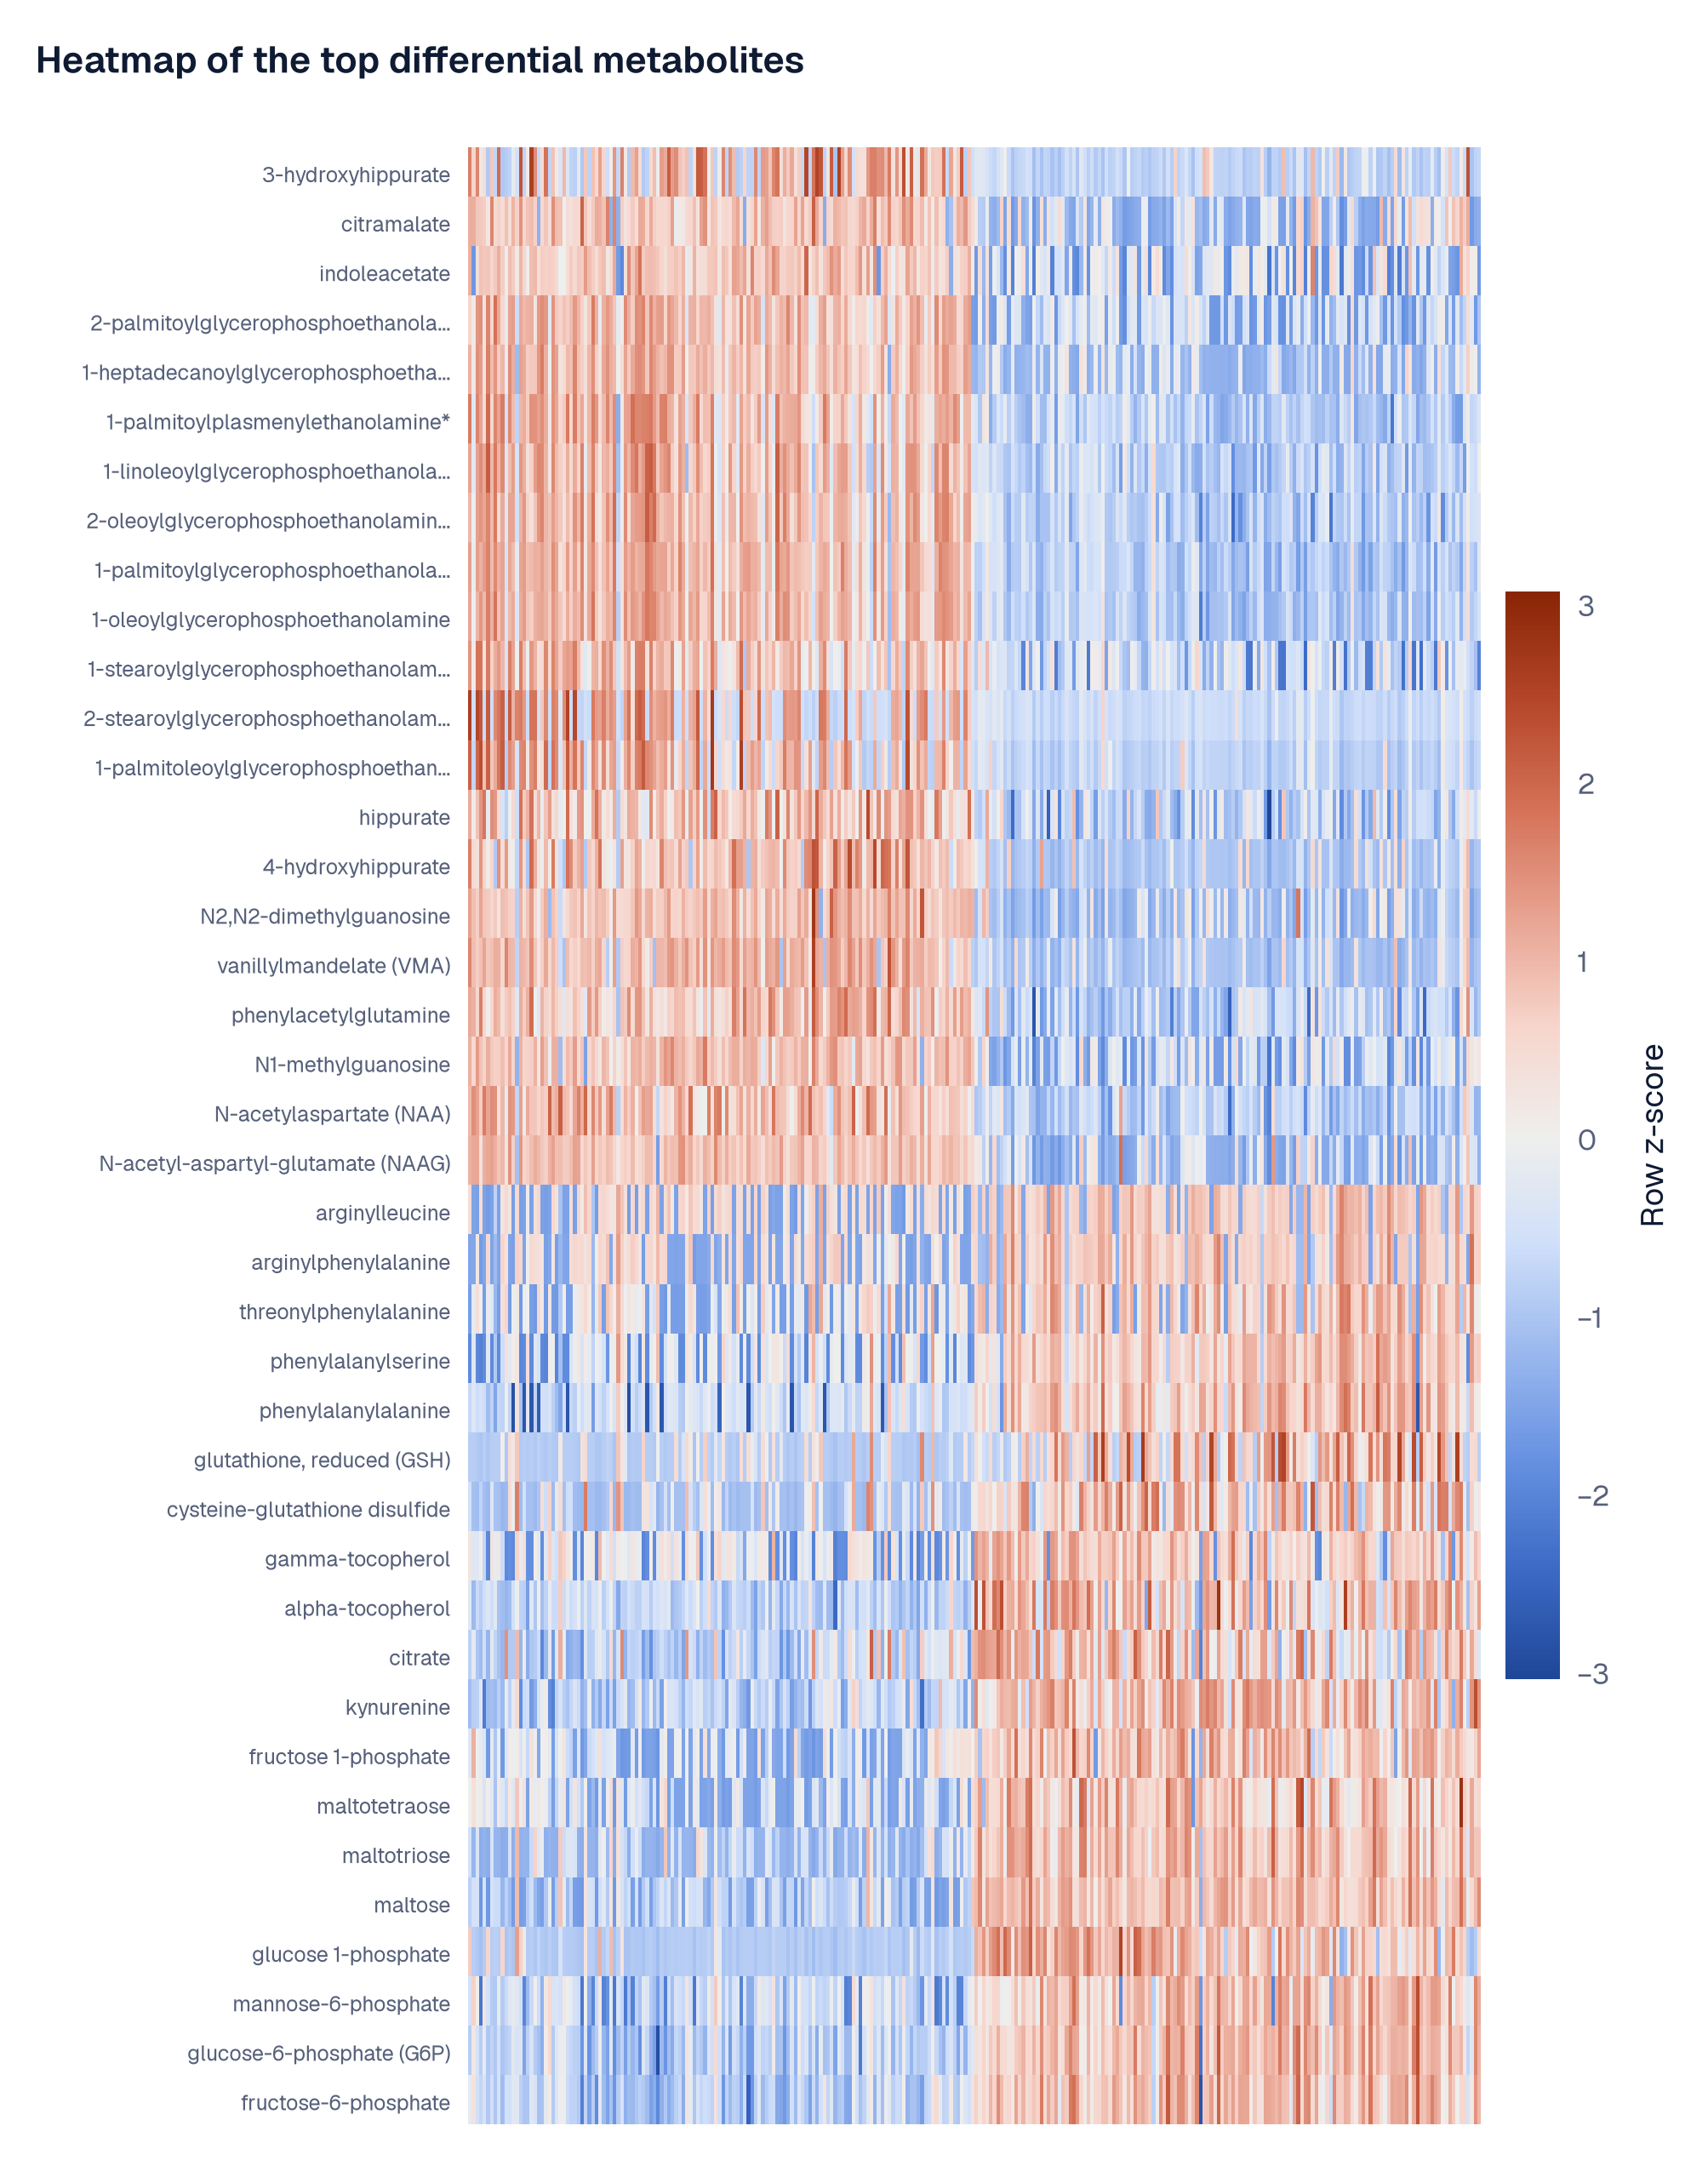 Heatmap of the top differential metabolites
3-hydroxyhippurate
citramalate
indoleacetate
2-palmitoylglycerophosphoethanola...
1-heptadecanoylglycerophosphoetha...
1-palmitoylplasmenylethanolamine*
1-linoleoylglycerophosphoethanola...
2-oleoylglycerophosphoethanolamin...
1-palmitoylglycerophosphoethanola...
1-oleoylglycerophosphoethanolamine
1-stearoylglycerophosphoethanolam...
2-stearoylglycerophosphoethanolam...
1-palmitoleoylglycerophosphoethan...
hippurate
4-hydroxyhippurate
N2,N2-dimethylguanosine
vanillylmandelate (VMA)
phenylacetylglutamine
N1-methylguanosine
N-acetylaspartate (NAA)
N-acetyl-aspartyl-glutamate (NAAG)
arginylleucine
arginylphenylalanine
threonylphenylalanine
phenylalanylserine
phenylalanylalanine
glutathione, reduced (GSH)
cysteine-glutathione disulfide
gamma-tocopherol
alpha-tocopherol
citrate
kynurenine
fructose 1-phosphate
maltotetraose
maltotriose
maltose
glucose 1-phosphate
mannose-6-phosphate
glucose-6-phosphate (G6P)
fructose-6-phosphate
3
2
1
0
−1
−2
−3
Row z-score